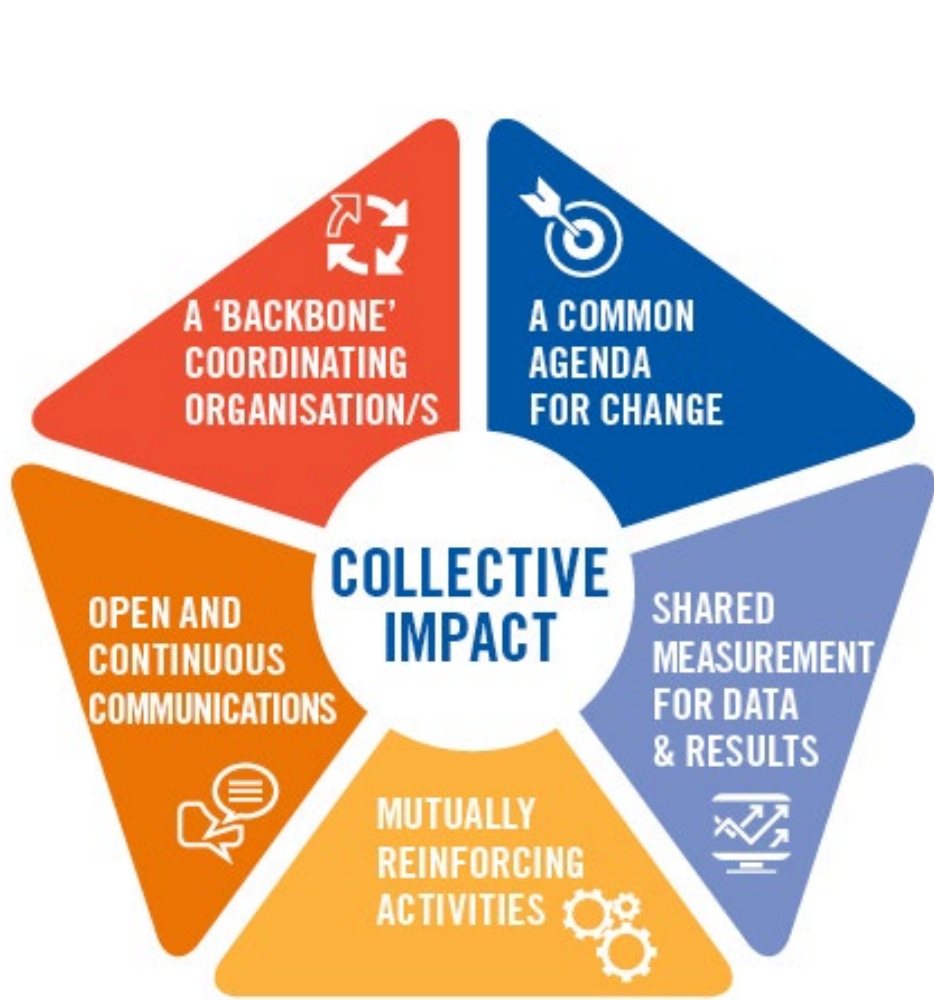 A ‘BACKBONE’
COORDINATING
ORGANISATION/S
A COMMON
AGENDA
FOR CHANGE
COLLECTIVE
IMPACT
OPEN AND
CONTINUOUS
COMMUNICATIONS
SHARED
MEASUREMENT
FOR DATA
& RESULTS
MUTUALLY
REINFORCING
ACTIVITIES